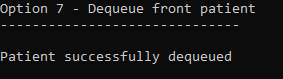 Option 7 - Dequeue front patient
------------------------------
Patient successfully dequeued